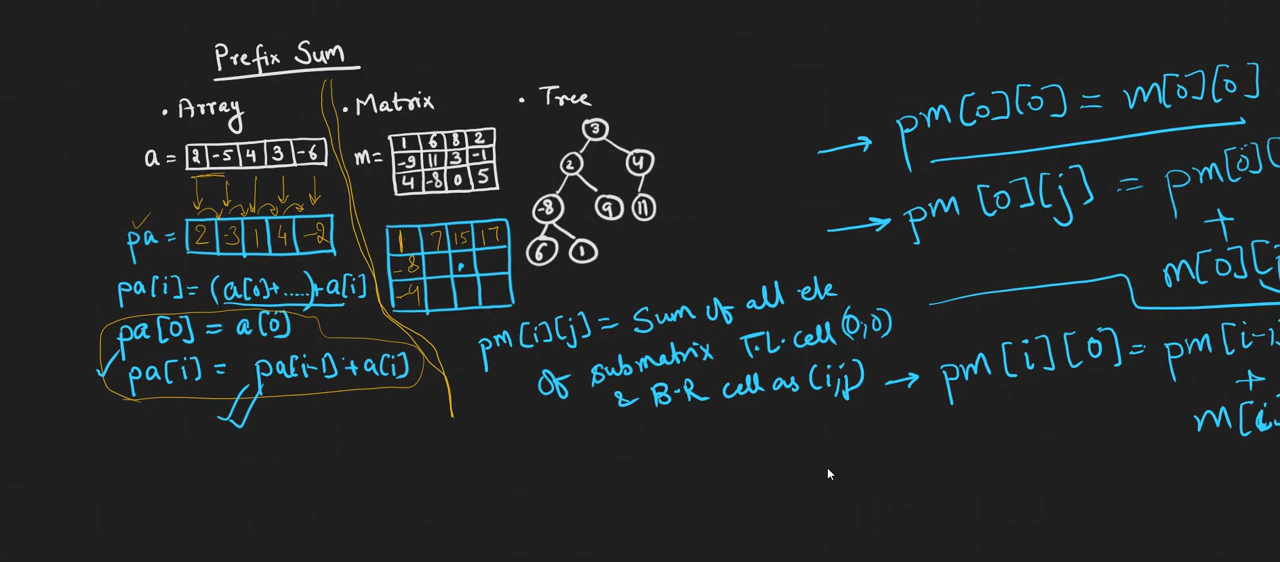 Prefix Sum
• Array
a = 2 -5 4 3 -6
pa = 2 -3 1 4 -2
pa[i] = (a[0]+.....)+a[i]
pa[0] = a[0]
pa[i] = pa[i-1]+a[i]
• Matrix
m =
1 6 8 2
-9 11 3 -1
4 -8 0 5
1 7 15 17
-8 .
-4
• Tree
3
2 4
-8 9 11
6 1
pm[i][j] = Sum of all ele
of submatrix T.L. cell (0,0)
& B.R cell as (i,j)
→ pm[0][0] = m[0][0]
→ pm[0][j] = pm[0][
+
m[0][j
→ pm[i][0] = pm[i-1
+
m[i]